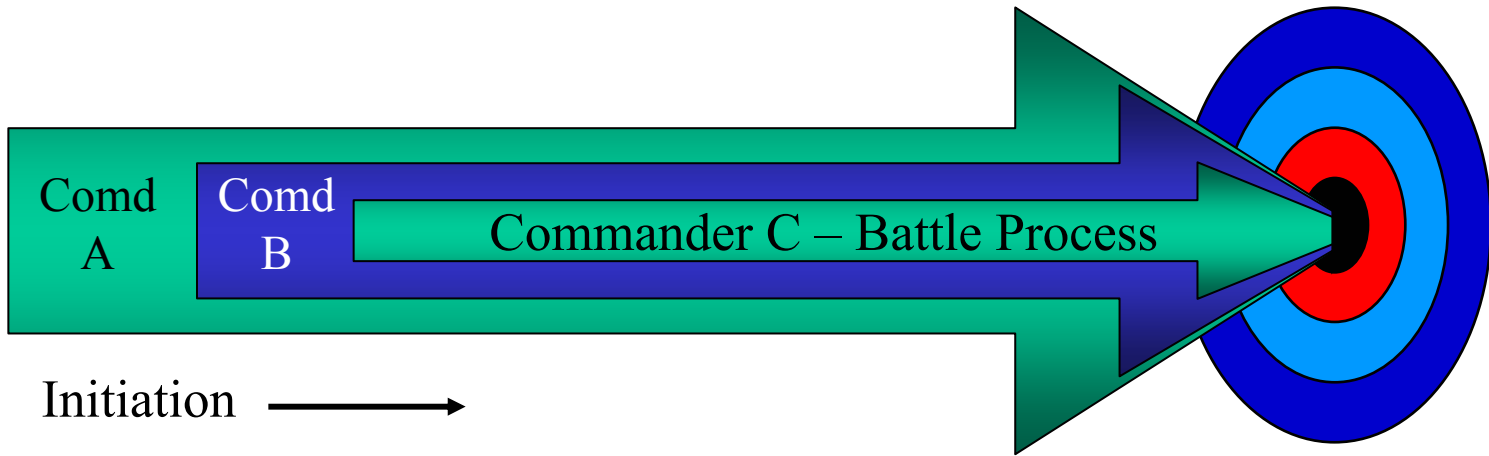 Comd
A
Comd
B
Commander C – Battle Process
Initiation